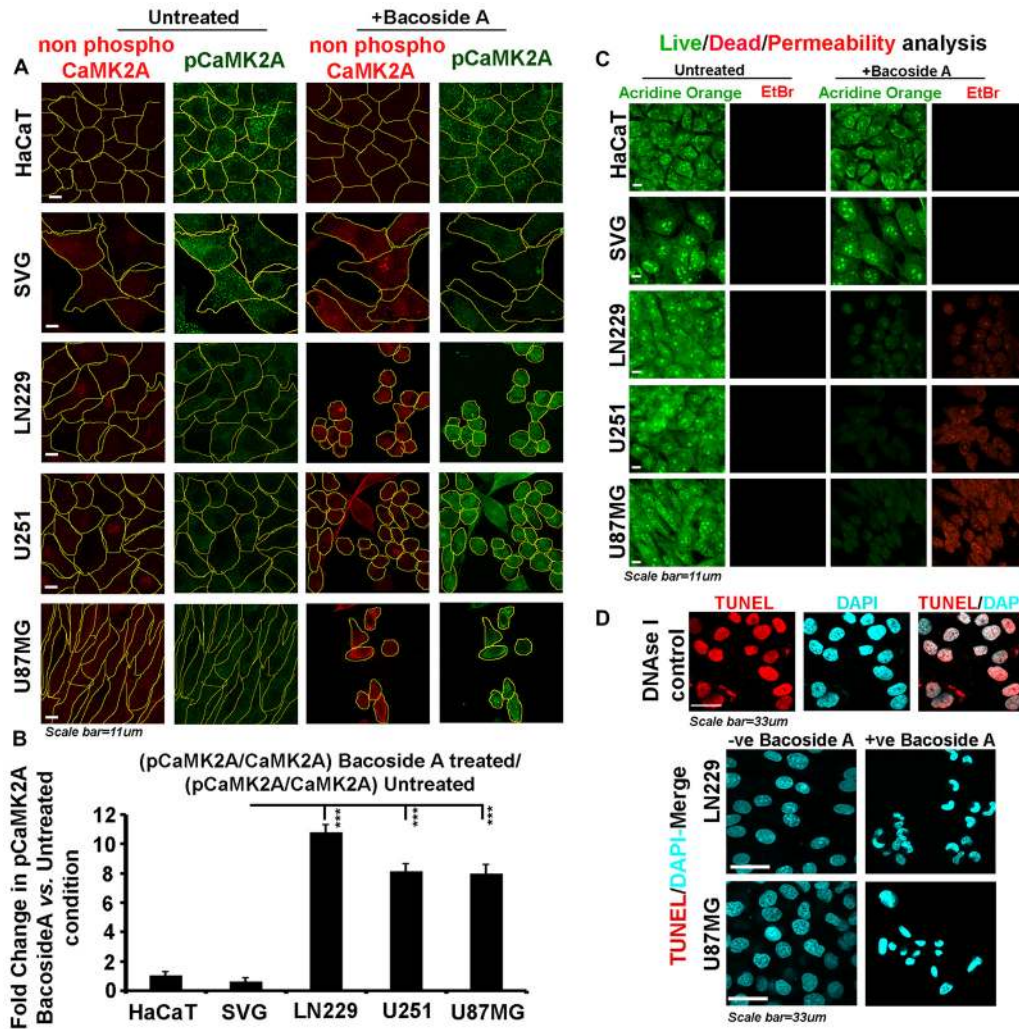 A
Untreated
+Bacoside A
non phospho
CaMK2A
pCaMK2A
non phospho
CaMK2A
pCaMK2A
HaCaT
SVG
LN229
U251
U87MG
Scale bar=11um
B
(pCaMK2A/CaMK2A) Bacoside A treated/
(pCaMK2A/CaMK2A) Untreated
Fold Change in pCaMK2A
BacosideA vs. Untreated
condition
12
10
8
6
4
2
0
***
***
***
HaCaT
SVG
LN229
U251
U87MG
Live/Dead/Permeability analysis
C
Untreated
+Bacoside A
Acridine Orange
EtBr
Acridine Orange
EtBr
HaCaT
SVG
LN229
U251
U87MG
Scale bar=11um
D
TUNEL
DAPI
TUNEL/DAP
DNAse I
control
Scale bar=33um
-ve Bacoside A
+ve Bacoside A
TUNEL/DAPI-Merge
LN229
U87MG
Scale bar=33um